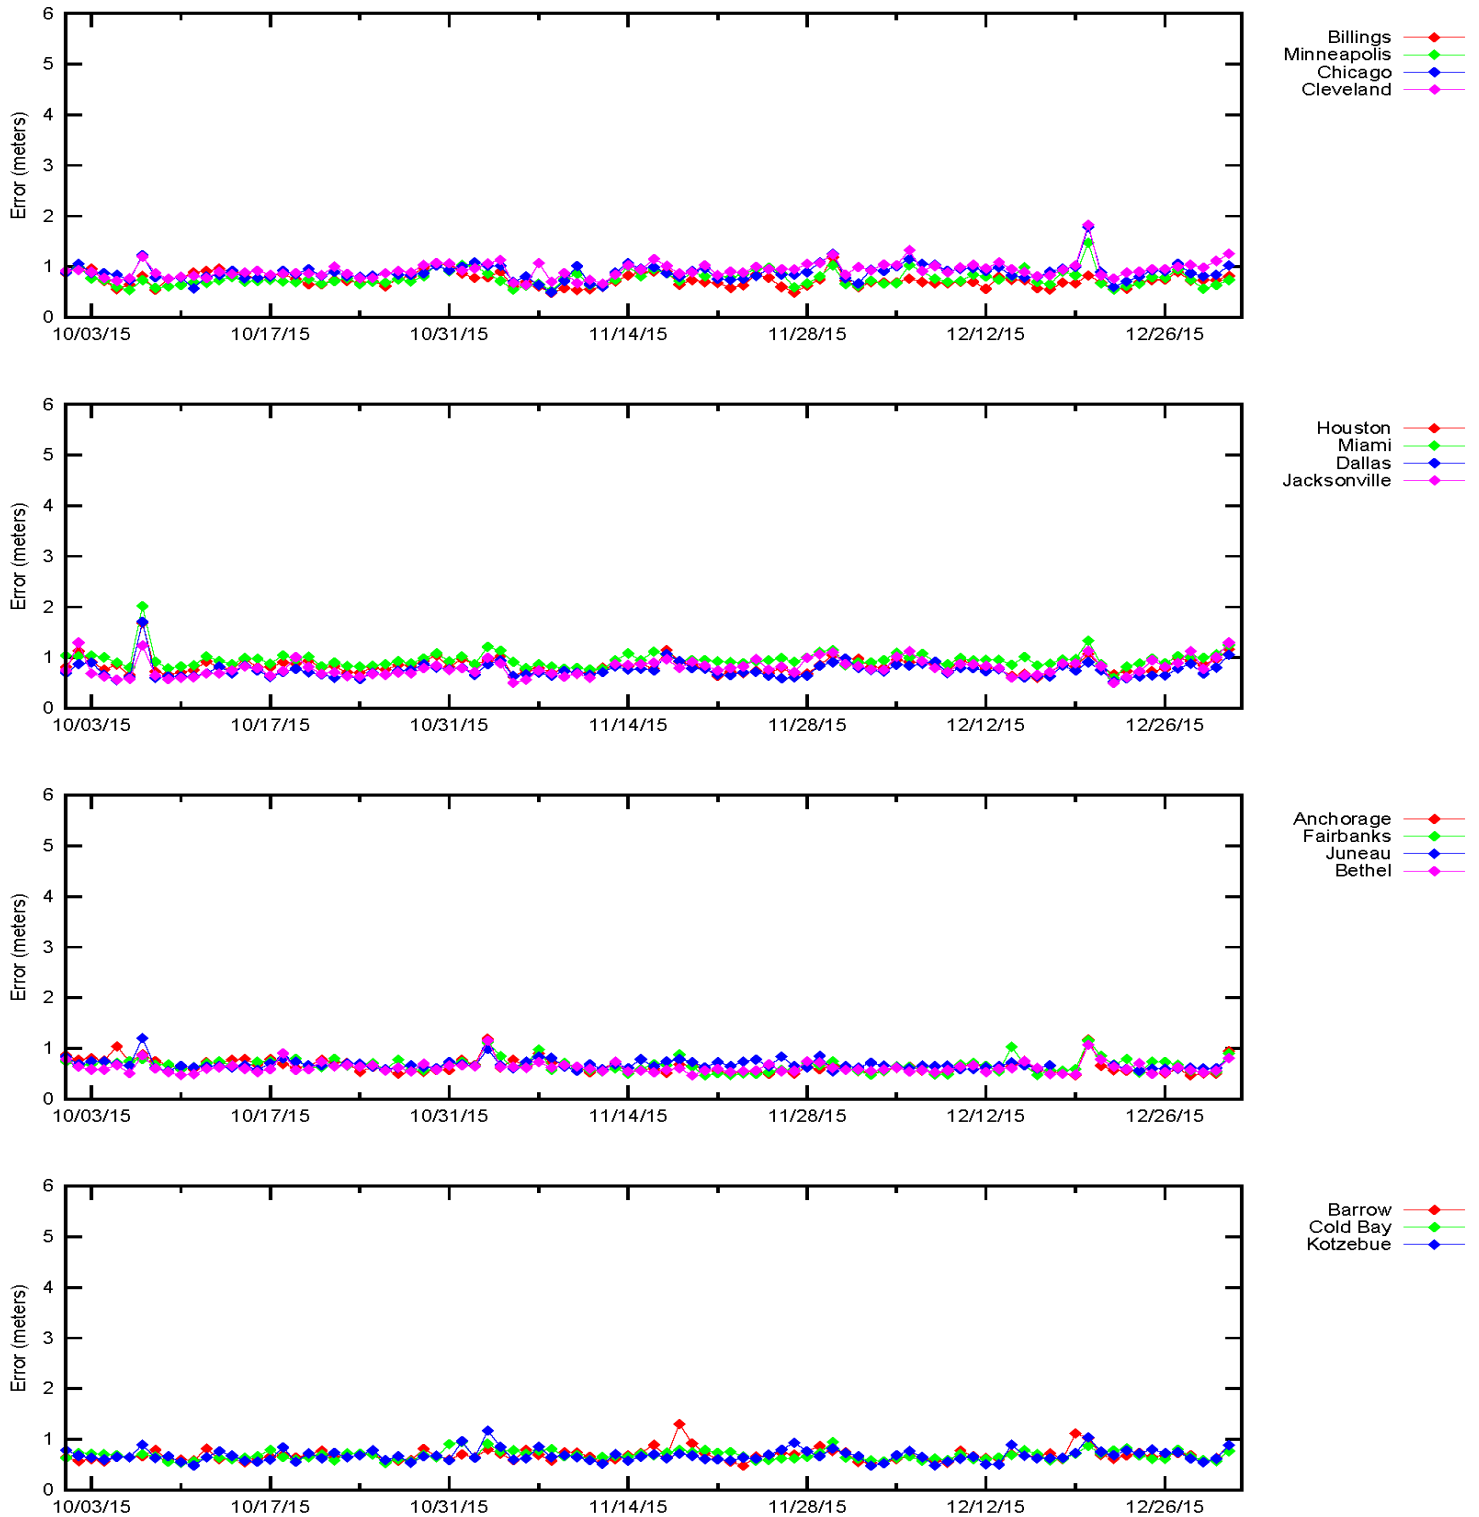 6
5
4
3
2
1
0
Error (meters)
10/03/15 10/17/15 10/31/15 11/14/15 11/28/15 12/12/15 12/26/15
Billings
Minneapolis
Chicago
Cleveland
6
5
4
3
2
1
0
Error (meters)
10/03/15 10/17/15 10/31/15 11/14/15 11/28/15 12/12/15 12/26/15
Houston
Miami
Dallas
Jacksonville
6
5
4
3
2
1
0
Error (meters)
10/03/15 10/17/15 10/31/15 11/14/15 11/28/15 12/12/15 12/26/15
Anchorage
Fairbanks
Juneau
Bethel
6
5
4
3
2
1
0
Error (meters)
10/03/15 10/17/15 10/31/15 11/14/15 11/28/15 12/12/15 12/26/15
Barrow
Cold Bay
Kotzebue